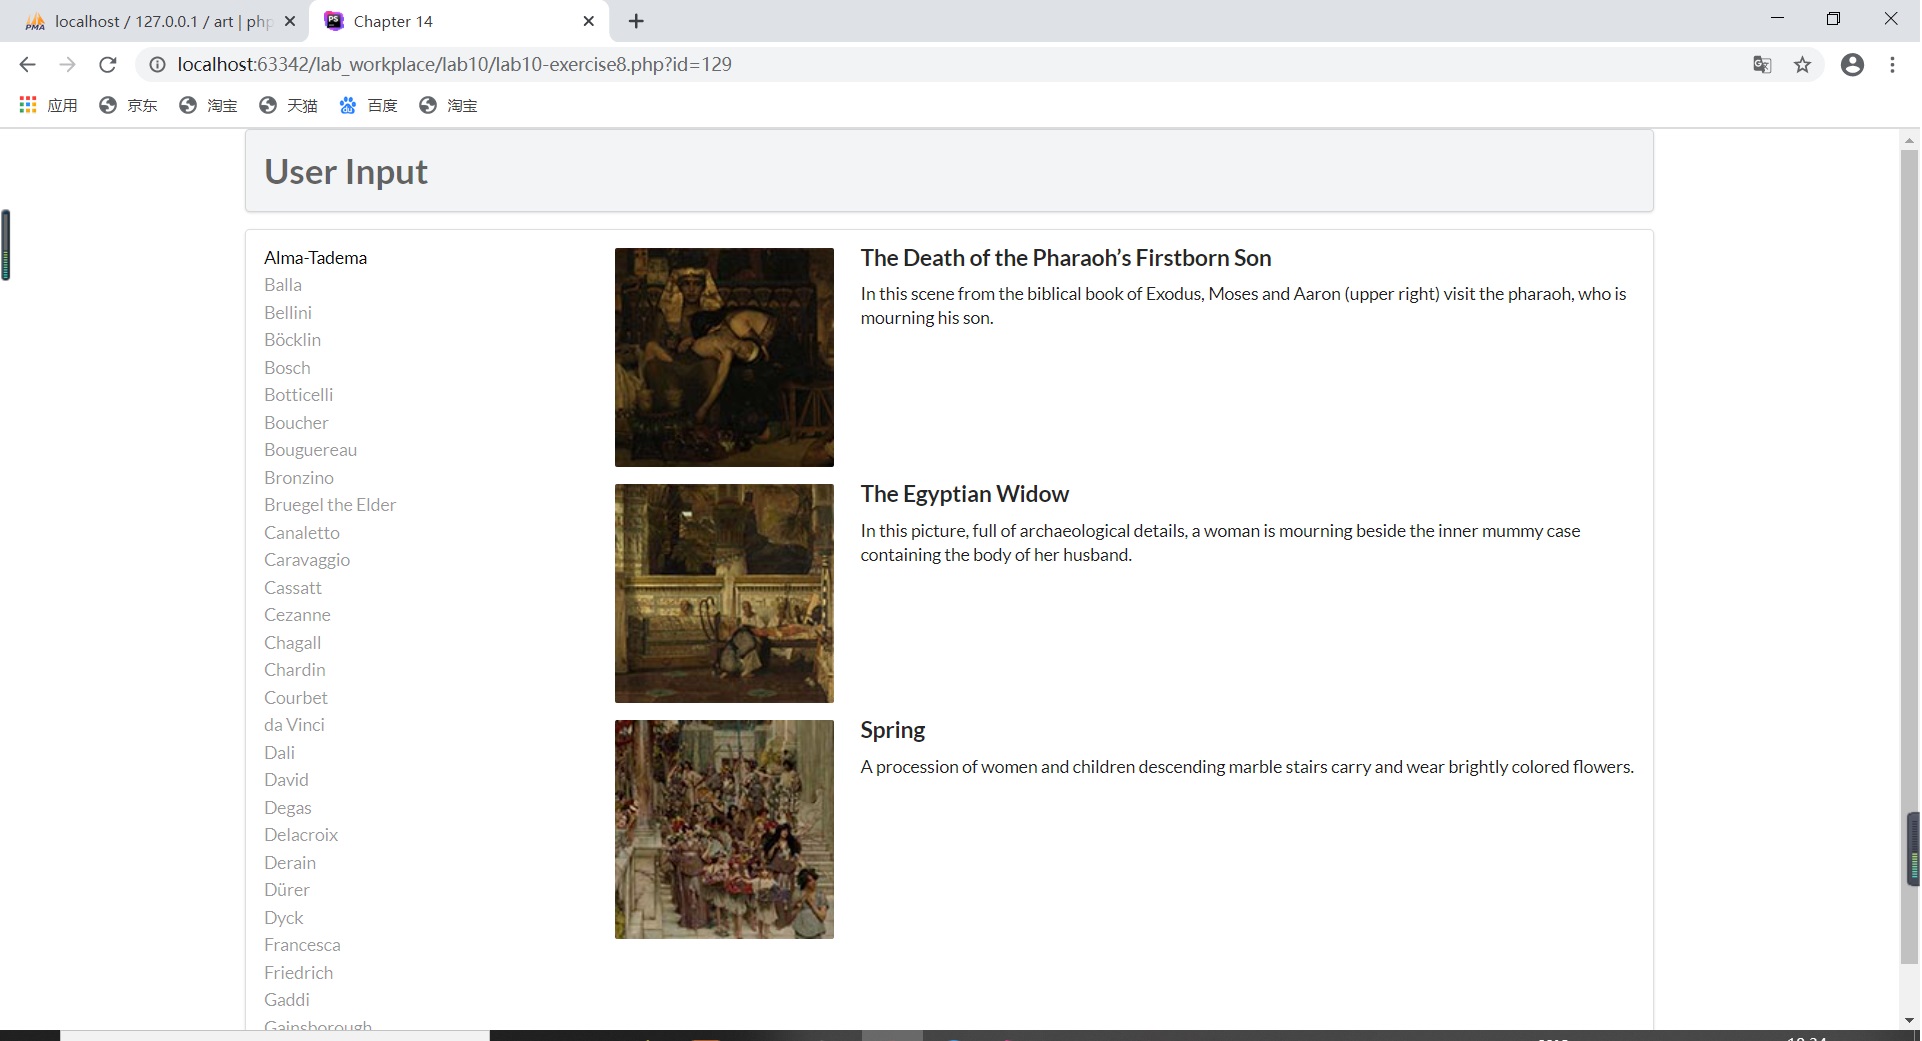 localhost / 127.0.0.1 / art | php
Chapter 14
localhost:63342/lab_workplace/lab10/lab10-exercise8.php?id=129
应用
京东
淘宝
天猫
百度
淘宝
User Input
Alma-Tadema
Balla
Bellini
Böcklin
Bosch
Botticelli
Boucher
Bouguereau
Bronzino
Bruegel the Elder
Canaletto
Caravaggio
Cassatt
Cezanne
Chagall
Chardin
Courbet
da Vinci
Dali
David
Degas
Delacroix
Derain
Dürer
Dyck
Francesca
Friedrich
Gaddi
Gainsborough
The Death of the Pharaoh’s Firstborn Son
In this scene from the biblical book of Exodus, Moses and Aaron (upper right) visit the pharaoh, who is
mourning his son.
The Egyptian Widow
In this picture, full of archaeological details, a woman is mourning beside the inner mummy case
containing the body of her husband.
Spring
A procession of women and children descending marble stairs carry and wear brightly colored flowers.